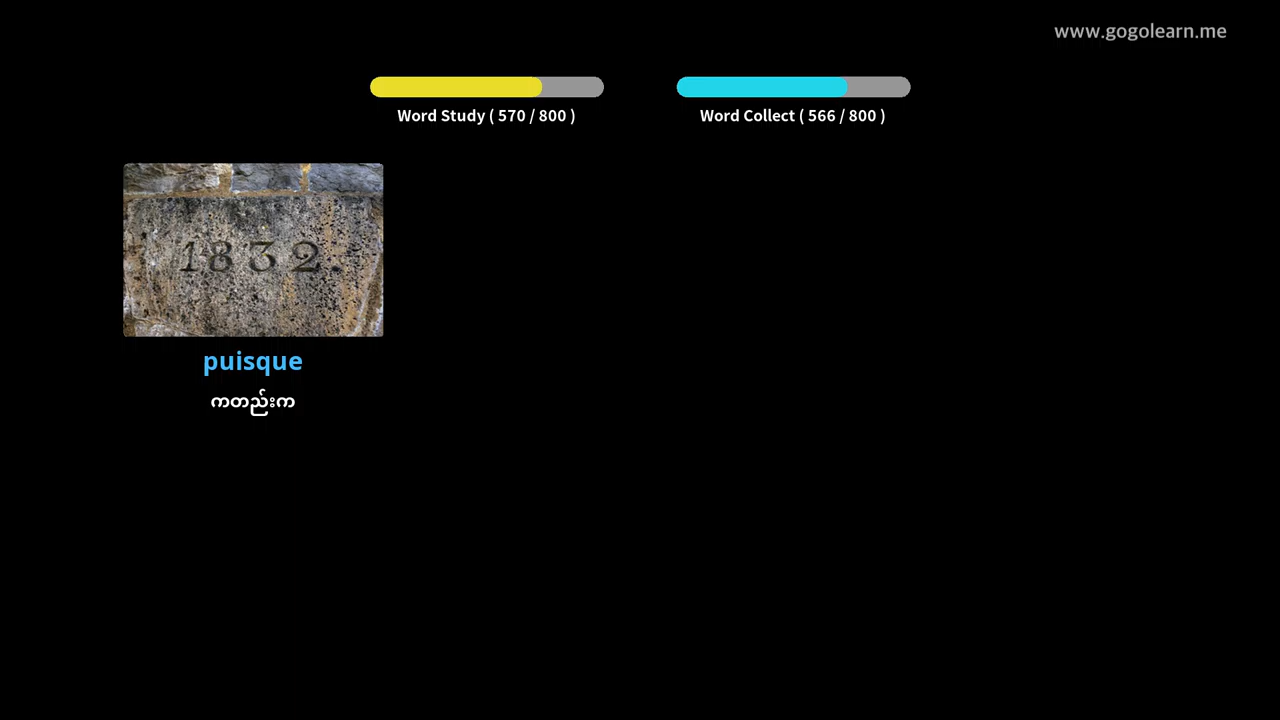 www.gogolearn.me
Word Study ( 570 / 800 )
Word Collect ( 566 / 800 )
1832.
puisque
ကတည်းက